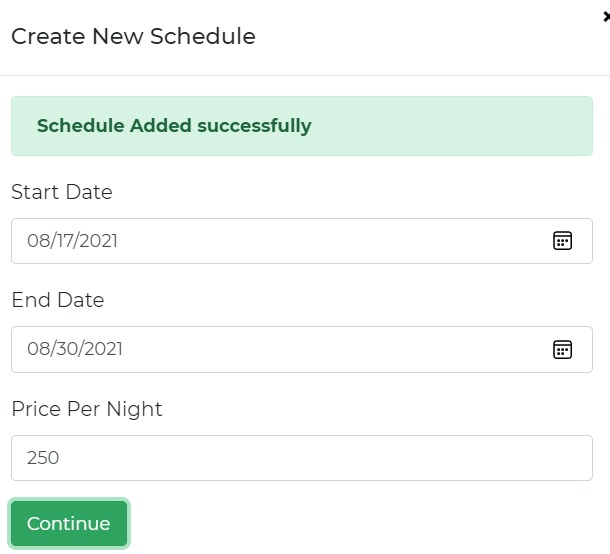 Create New Schedule
Schedule Added successfully
Start Date
08/17/2021
End Date
08/30/2021
Price Per Night
250
Continue